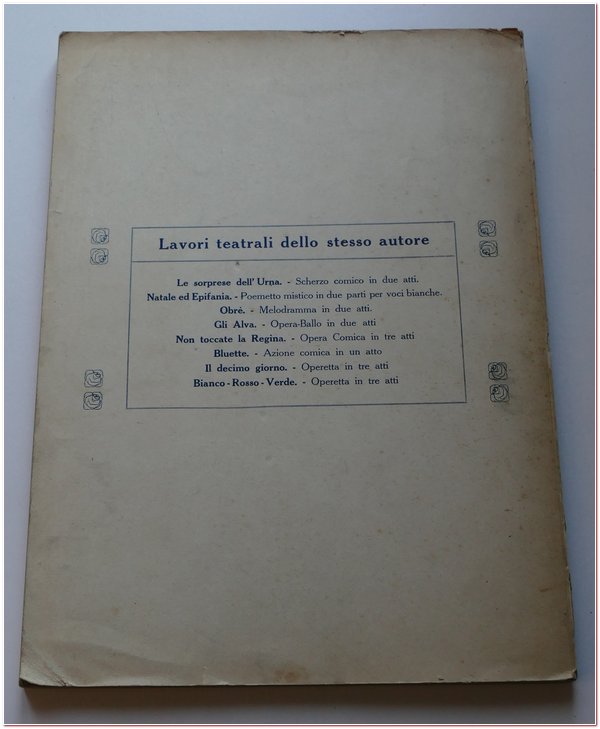 Lavori teatrali dello stesso autore
Le sorprese dell'Urna. - Scherzo comico in due atti.
Natale ed Epifania. - Poemetto mistico in due parti per voci bianche.
Obrè. - Melodramma in due atti.
Gli Alva. - Opera-Ballo in due atti
Non toccate la Regina. - Opera Comica in tre atti
Bluette. - Azione comica in un atto
Il decimo giorno. - Operetta in tre atti
Bianco-Rosso-Verde. - Operetta in tre atti